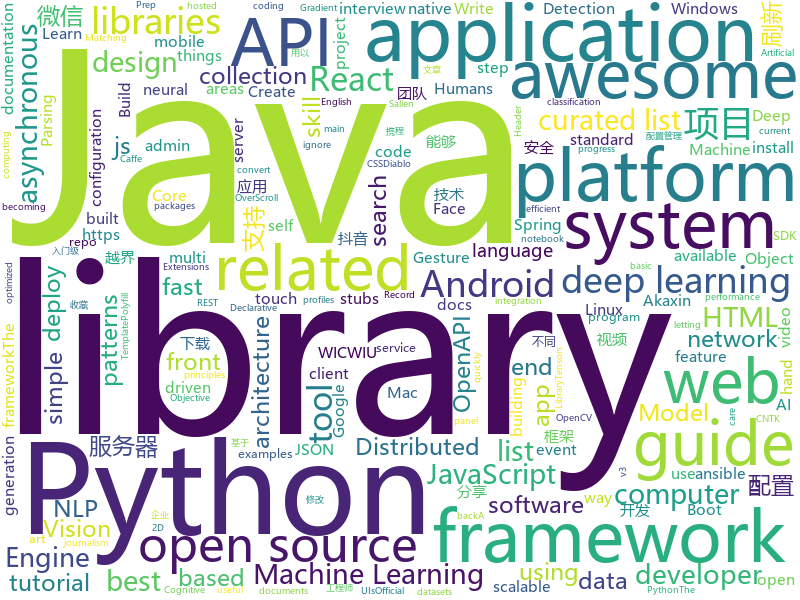 Java
library
Python
application
awesome
platform
framework
API
system
web
guide
related
open source
libraries
asynchronous
微信
design
collection
React
Android
deep learning
项目
刷新
curated list
skill
interview
native
Write
Detection
Windows
mobile
project
Learn
things
areas
step
Humans
documentation
Parsing
neural
Create
团队
English
classification
Artificial
用以
文章
Matching
Gradient
hosted
Prep
coding
Salien
Header
current
配置管理
Build
js
admin
server
code
能够
main
携程
ignore
安全
standard
Machine
Deep
install
computing
configuration
Core
Caffe
convert
CSSDiablo
OverScroll
efficient
notebook
packages
progress
becoming
应用
支持
search
技术
language
Spring
available
Object
SDK
built
https
self
抖音
Face
Gesture
docs
repo
入门级
越界
multi
touch
stubs
Akaxin
Extensions
REST
profiles
Record
integration
basic
performance
optimized
fast
simple
deploy
patterns
architecture
OpenAPI
Linux
program
letting
Declarative
HTML
network
video
收藏
TemplatePolyfill
front
下载
WICWIU
service
client
Mac
不同
视频
feature
hand
frameworkThe
driven
Objective
principles
Google
tool
end
app
building
quickly
LibraryTensor
Model
AI
panel
list
event
OpenCV
框架
CNTK
care
v3
generation
服务器
JSON
examples
Distributed
JavaScript
use
ansible
配置
NLP
Vision
分享
computer
way
Engine
art
企业
基于
修改
software
开发
Boot
tutorial
best
based
Machine Learning
using
data
developer
open
scalable
journalism
2D
Cognitive
useful
documents
工程师
UIsOfficial
datasets
backA
PythonThe